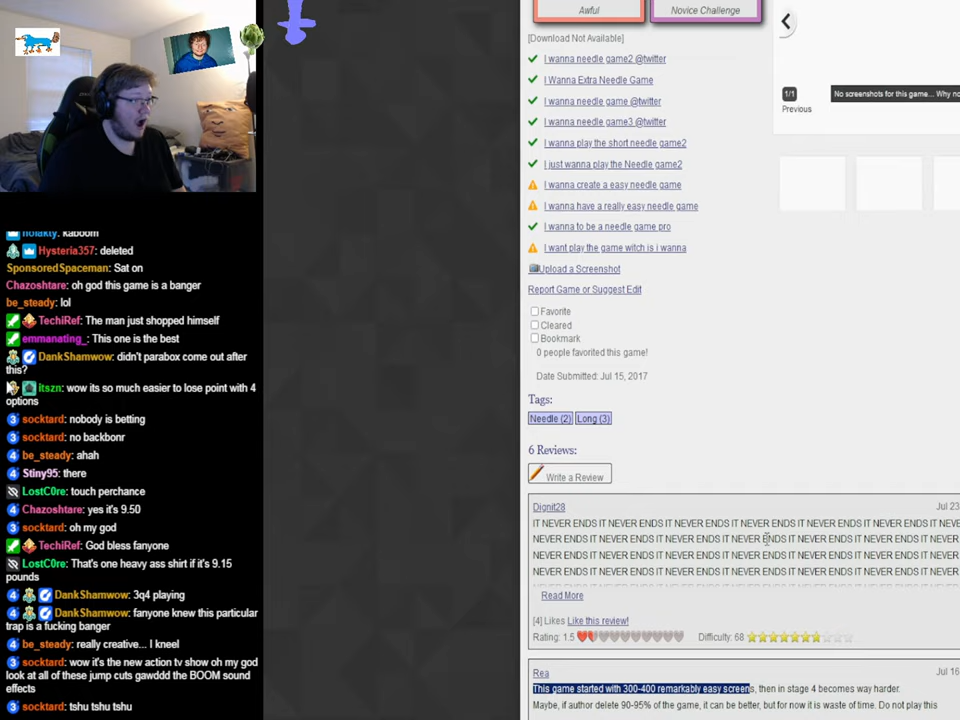 Awful
Novice Challenge
[Download Not Available]
I wanna needle game2 @twitter
I Wanna Extra Needle Game
I wanna needle game @twitter
I wanna needle game3 @twitter
I wanna play the short needle game2
I just wanna play the Needle game2
I wanna create a easy needle game
I wanna have a really easy needle game
I wanna to be a needle game pro
I want play the game witch is i wanna
Upload a Screenshot
Report Game or Suggest Edit
Favorite
Cleared
Bookmark
0 people favorited this game!
Date Submitted: Jul 15, 2017
Tags:
Needle (2) Long (3)
6 Reviews:
Write a Review
Dignit28 Jul 23
IT NEVER ENDS IT NEVER ENDS IT NEVER ENDS IT NEVER ENDS IT NEVER ENDS IT NEVER ENDS IT NEVE
NEVER ENDS IT NEVER ENDS IT NEVER ENDS IT NEVER ENDS IT NEVER ENDS IT NEVER ENDS IT NEVER
NEVER ENDS IT NEVER ENDS IT NEVER ENDS IT NEVER ENDS IT NEVER ENDS IT NEVER ENDS IT NEVER
NEVER ENDS IT NEVER ENDS IT NEVER ENDS IT NEVER ENDS IT NEVER ENDS IT NEVER ENDS IT NEVER
Read More
[4] Likes Like this review!
Rating: 1.5 Difficulty: 68
Rea Jul 16
This game started with 300-400 remarkably easy screens, then in stage 4 becomes way harder.
Maybe, if author delete 90-95% of the game, it can be better, but for now it is waste of time. Do not play this
1/1
Previous
No screenshots for this game... Why no
nolakty: kaboom
Hysteria357: deleted
SponsoredSpaceman: Sat on
Chazoshtare: oh god this game is a banger
be_steady: lol
TechiRef: The man just shopped himself
emmanating_: This one is the best
DankShamwow: didn't parabox come out after
this?
itszn: wow its so much easier to lose point with 4
options
socktard: nobody is betting
socktard: no backbonr
be_steady: ahah
Stiny95: there
LostC0re: touch perchance
Chazoshtare: yes it's 9.50
socktard: oh my god
TechiRef: God bless fanyone
LostC0re: That's one heavy ass shirt if it's 9.15
pounds
DankShamwow: 3q4 playing
DankShamwow: fanyone knew this particular
trap is a fucking banger
be_steady: really creative... I kneel
socktard: wow it's the new action tv show oh my god
look at all of these jump cuts gawddd the BOOM sound
effects
socktard: tshu tshu tshu